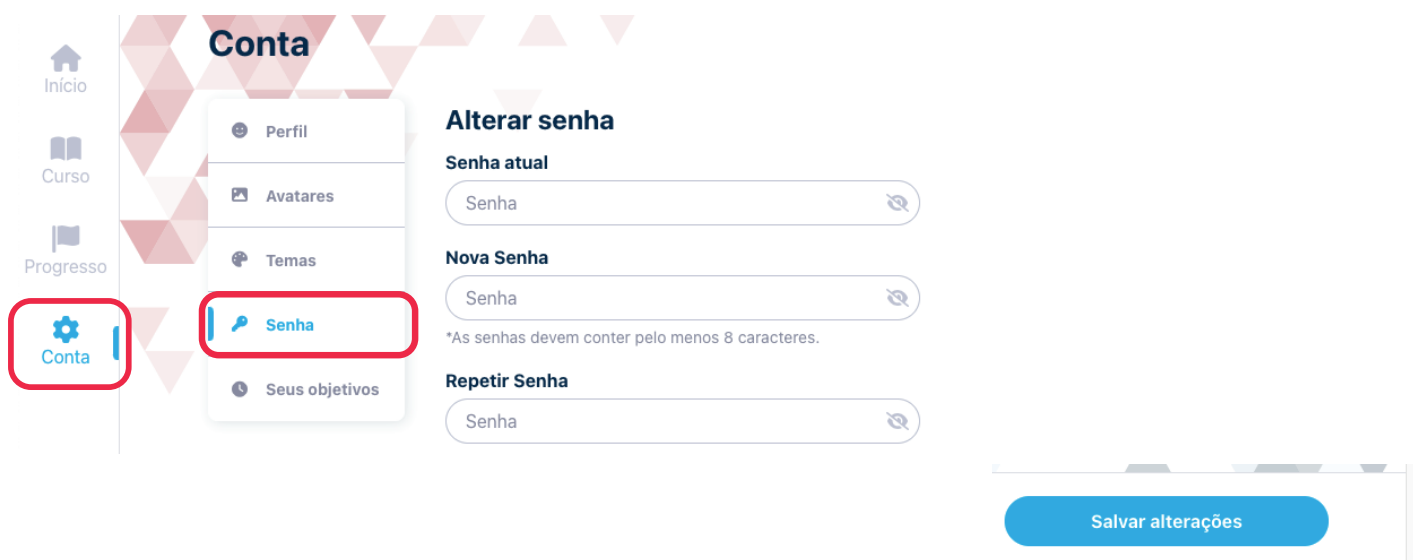 Início
Curso
Progresso
Conta
Conta
Perfil
Avatares
Temas
Senha
Seus objetivos
Alterar senha
Senha atual
Senha
Nova Senha
Senha
*As senhas devem conter pelo menos 8 caracteres.
Repetir Senha
Senha
Salvar alterações